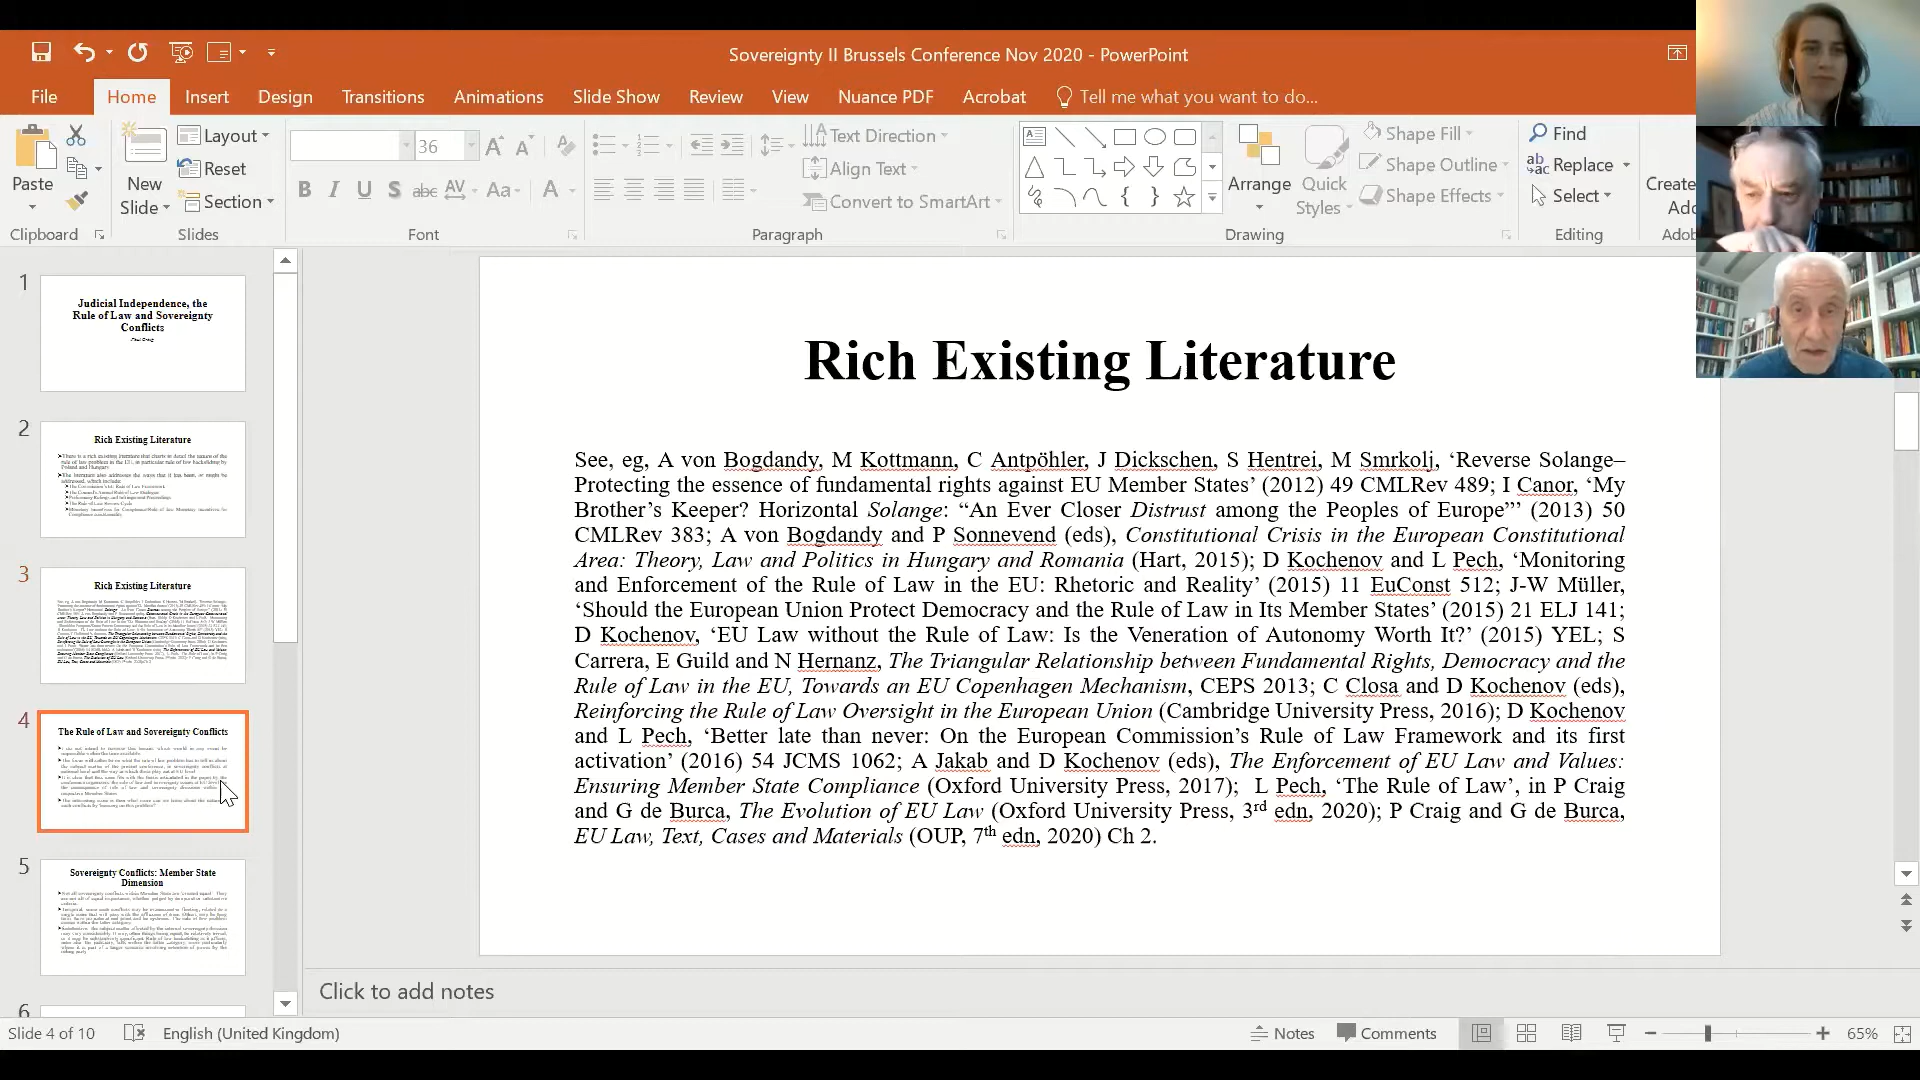 Sovereignty II Brussels Conference Nov 2020 - PowerPoint
File Home Insert Design Transitions Animations Slide Show Review View Nuance PDF Acrobat Tell me what you want to do...
Paste
Clipboard
New
Slide
Layout
Reset
Section
Slides
36
B I U S abc AV Aa A
Font
Text Direction
Align Text
Convert to SmartArt
Paragraph
Arrange
Quick
Styles
Shape Fill
Shape Outline
Shape Effects
Drawing
Find
Replace
Select
Editing
Create
1
Judicial Independence, the
Rule of Law and Sovereignty
Conflicts
Paul Craig
2
Rich Existing Literature
3
Rich Existing Literature
4
The Rule of Law and Sovereignty Conflicts
5
Sovereignty Conflicts: Member State
Dimension
6
Rich Existing Literature
See, eg, A von Bogdandy, M Kottmann, C Antpöhler, J Dickschen, S Hentrei, M Smrkolj, ‘Reverse Solange–
Protecting the essence of fundamental rights against EU Member States’ (2012) 49 CMLRev 489; I Canor, ‘My
Brother’s Keeper? Horizontal Solange: “An Ever Closer Distrust among the Peoples of Europe”’ (2013) 50
CMLRev 383; A von Bogdandy and P Sonnevend (eds), Constitutional Crisis in the European Constitutional
Area: Theory, Law and Politics in Hungary and Romania (Hart, 2015); D Kochenov and L Pech, ‘Monitoring
and Enforcement of the Rule of Law in the EU: Rhetoric and Reality’ (2015) 11 EuConst 512; J-W Müller,
‘Should the European Union Protect Democracy and the Rule of Law in Its Member States’ (2015) 21 ELJ 141;
D Kochenov, ‘EU Law without the Rule of Law: Is the Veneration of Autonomy Worth It?’ (2015) YEL; S
Carrera, E Guild and N Hernanz, The Triangular Relationship between Fundamental Rights, Democracy and the
Rule of Law in the EU, Towards an EU Copenhagen Mechanism, CEPS 2013; C Closa and D Kochenov (eds),
Reinforcing the Rule of Law Oversight in the European Union (Cambridge University Press, 2016); D Kochenov
and L Pech, ‘Better late than never: On the European Commission’s Rule of Law Framework and its first
activation’ (2016) 54 JCMS 1062; A Jakab and D Kochenov (eds), The Enforcement of EU Law and Values:
Ensuring Member State Compliance (Oxford University Press, 2017); L Pech, ‘The Rule of Law’, in P Craig
and G de Burca, The Evolution of EU Law (Oxford University Press, 3rd edn, 2020); P Craig and G de Burca,
EU Law, Text, Cases and Materials (OUP, 7th edn, 2020) Ch 2.
Click to add notes
Slide 4 of 10 English (United Kingdom) Notes Comments 65%